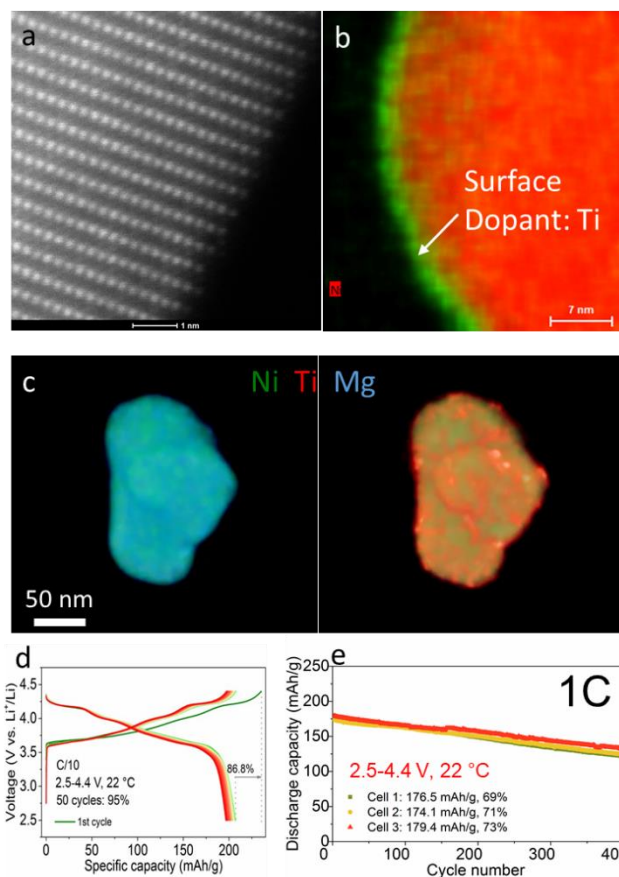 a
1 nm
b
Surface
Dopant: Ti
Ni
7 nm
c
Ni Ti Mg
50 nm
d
Voltage (V vs. Li⁺/Li)
4.5
4.0
3.5
3.0
2.5
C/10
2.5-4.4 V, 22 °C
50 cycles: 95%
86.8%
1st cycle
0 50 100 150 200
Specific capacity (mAh/g)
e
Discharge capacity (mAh/g)
250
200
150
100
50
0
1C
2.5-4.4 V, 22 °C
Cell 1: 176.5 mAh/g, 69%
Cell 2: 174.1 mAh/g, 71%
Cell 3: 179.4 mAh/g, 73%
0 100 200 300
Cycle number